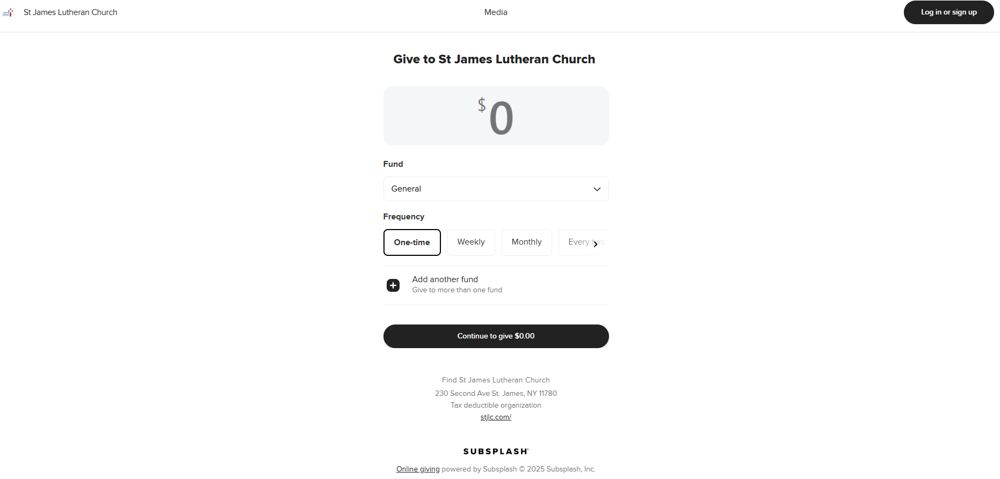 St James Lutheran Church
Media
Log in or sign up
Give to St James Lutheran Church
$0
Fund
General
Frequency
One-time
Weekly
Monthly
Every two
Add another fund
Give to more than one fund
Continue to give $0.00
Find St James Lutheran Church
230 Second Ave St. James, NY 11780
Tax deductible organization
stjlc.com/
SUBSPLASH®
Online giving powered by Subsplash © 2025 Subsplash, Inc.